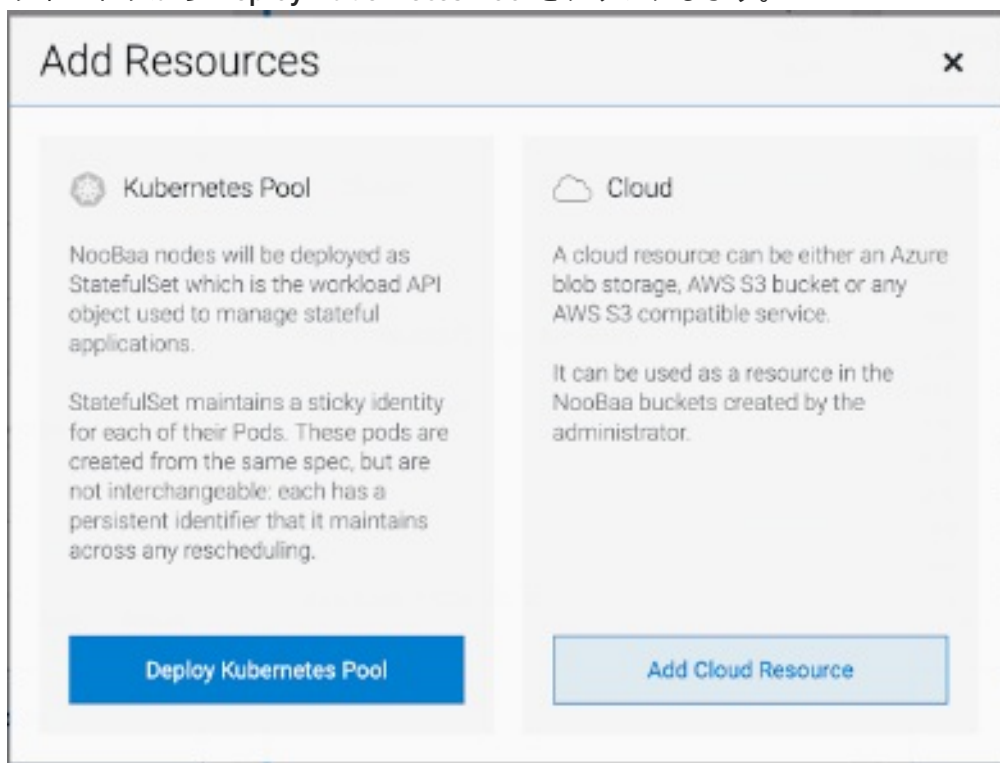 Deploy Kubernetes Pool
Add Resources
Kubernetes Pool
NooBaa nodes will be deployed as
StatefulSet which is the workload API
object used to manage stateful
applications.
StatefulSet maintains a sticky identity
for each of their Pods. These pods are
created from the same spec, but are
not interchangeable: each has a
persistent identifier that it maintains
across any rescheduling.
Deploy Kubernetes Pool
Cloud
A cloud resource can be either an Azure
blob storage, AWS S3 bucket or any
AWS S3 compatible service.
It can be used as a resource in the
NooBaa buckets created by the
administrator.
Add Cloud Resource